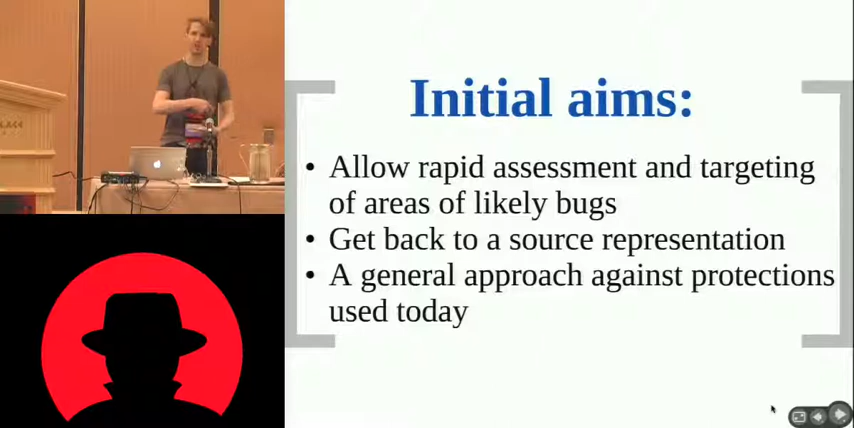 Initial aims:
• Allow rapid assessment and targeting
of areas of likely bugs
• Get back to a source representation
• A general approach against protections
used today